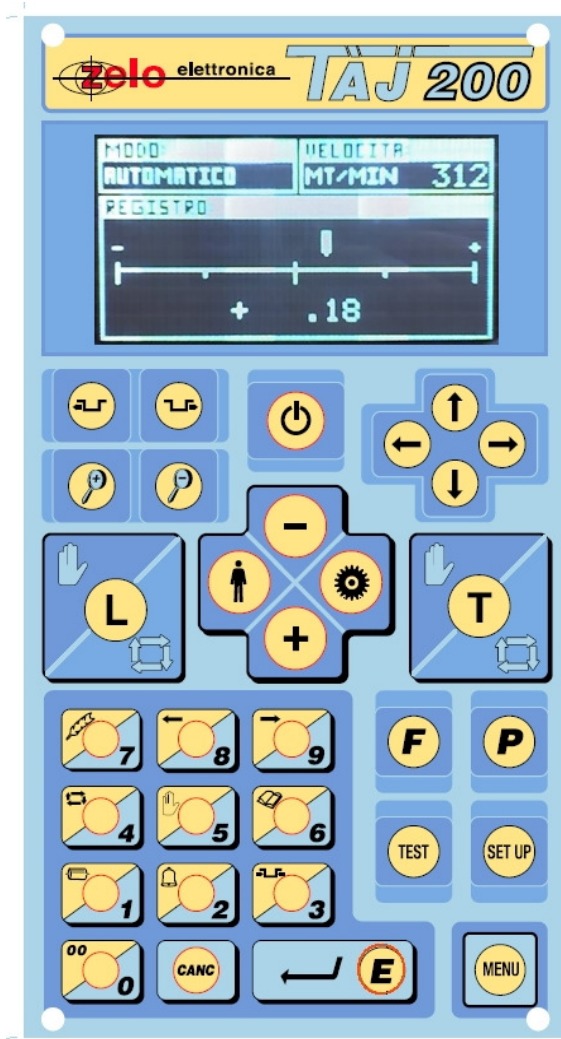 zelo elettronica TAJ 200
MODO: VELOCITA:
AUTOMATICO MT/MIN 312
REGISTRO:
- +
+ .18
-
L T
+
7 8 9 F P
4 5 6 TEST SET UP
1 2 3
00 0 CANC E MENU